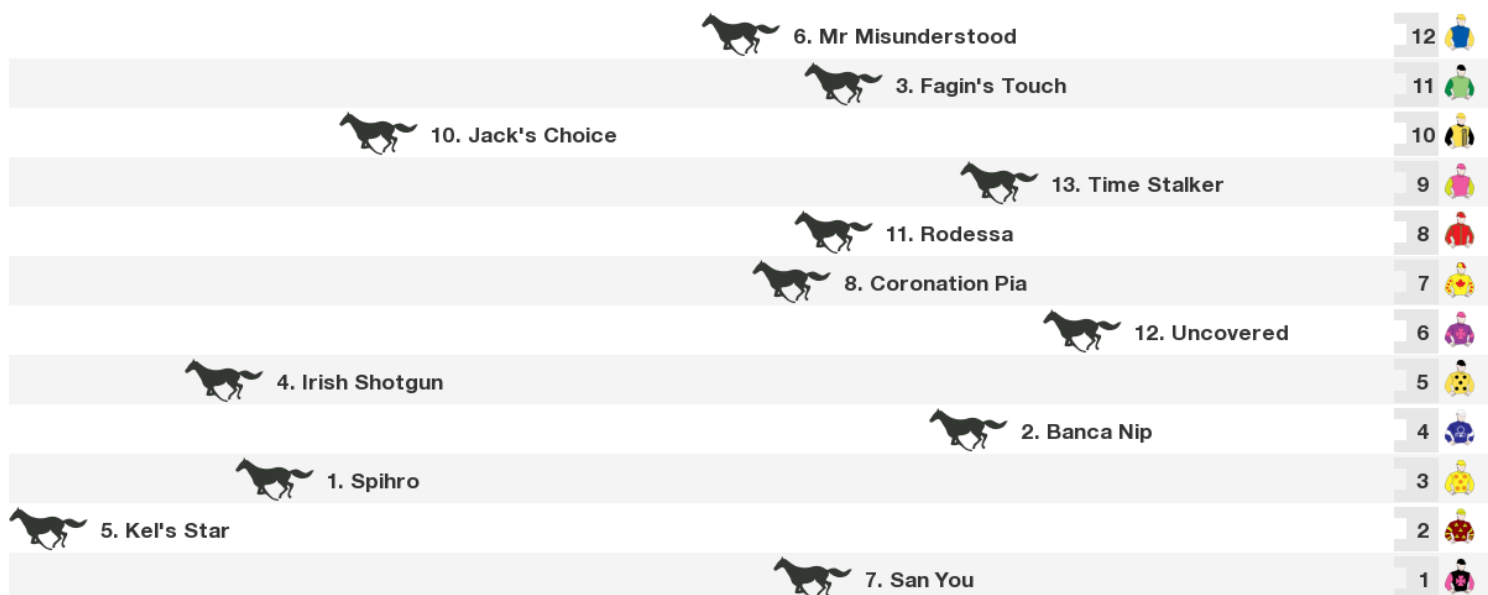 6. Mr Misunderstood 12
3. Fagin's Touch 11
10. Jack's Choice 10
13. Time Stalker 9
11. Rodessa 8
8. Coronation Pia 7
12. Uncovered 6
4. Irish Shotgun 5
2. Banca Nip 4
1. Spihro 3
5. Kel's Star 2
7. San You 1